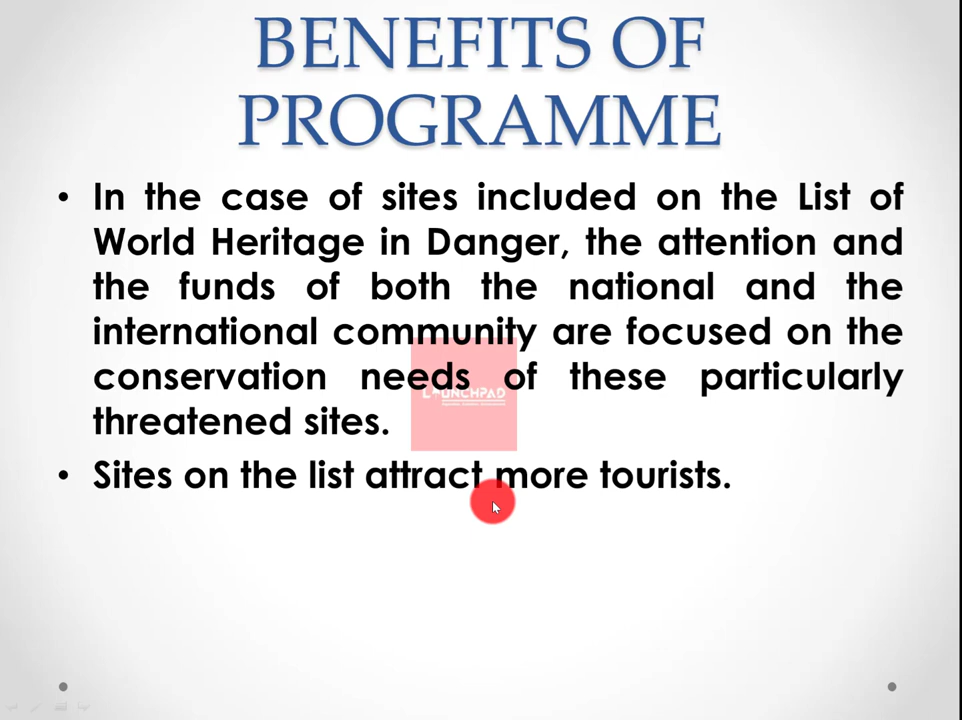 BENEFITS OF
PROGRAMME
• In the case of sites included on the List of
World Heritage in Danger, the attention and
the funds of both the national and the
international community are focused on the
conservation needs of these particularly
threatened sites.
LAUNCHPAD
• Sites on the list attract more tourists.